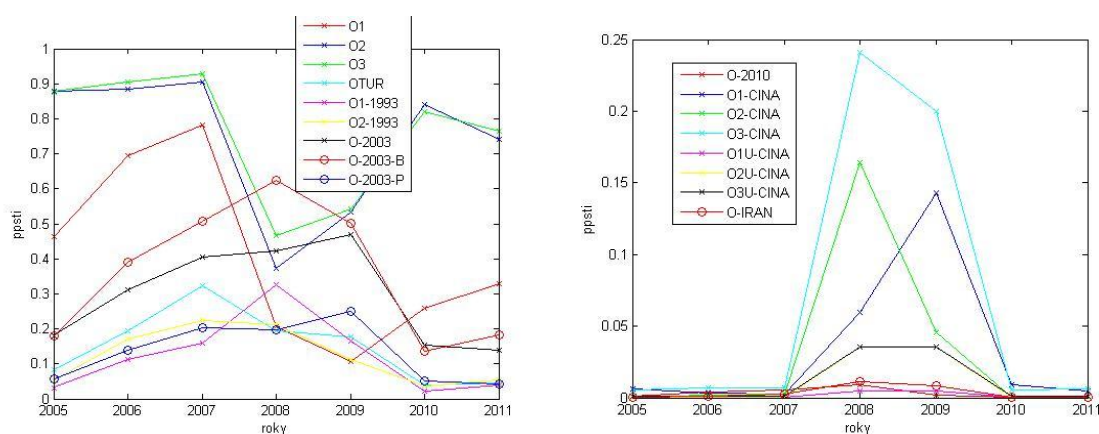 O1
O2
O3
OTUR
O1-1993
O2-1993
O-2003
O-2003-B
O-2003-P
1
0.9
0.8
0.7
0.6
0.5
0.4
0.3
0.2
0.1
0
ppsti
2005 2006 2007 2008 2009 2010 2011
roky
0.25
0.2
0.15
0.1
0.05
0
ppsti
O-2010
O1-CINA
O2-CINA
O3-CINA
O1U-CINA
O2U-CINA
O3U-CINA
O-IRAN
2005 2006 2007 2008 2009 2010 2011
roky